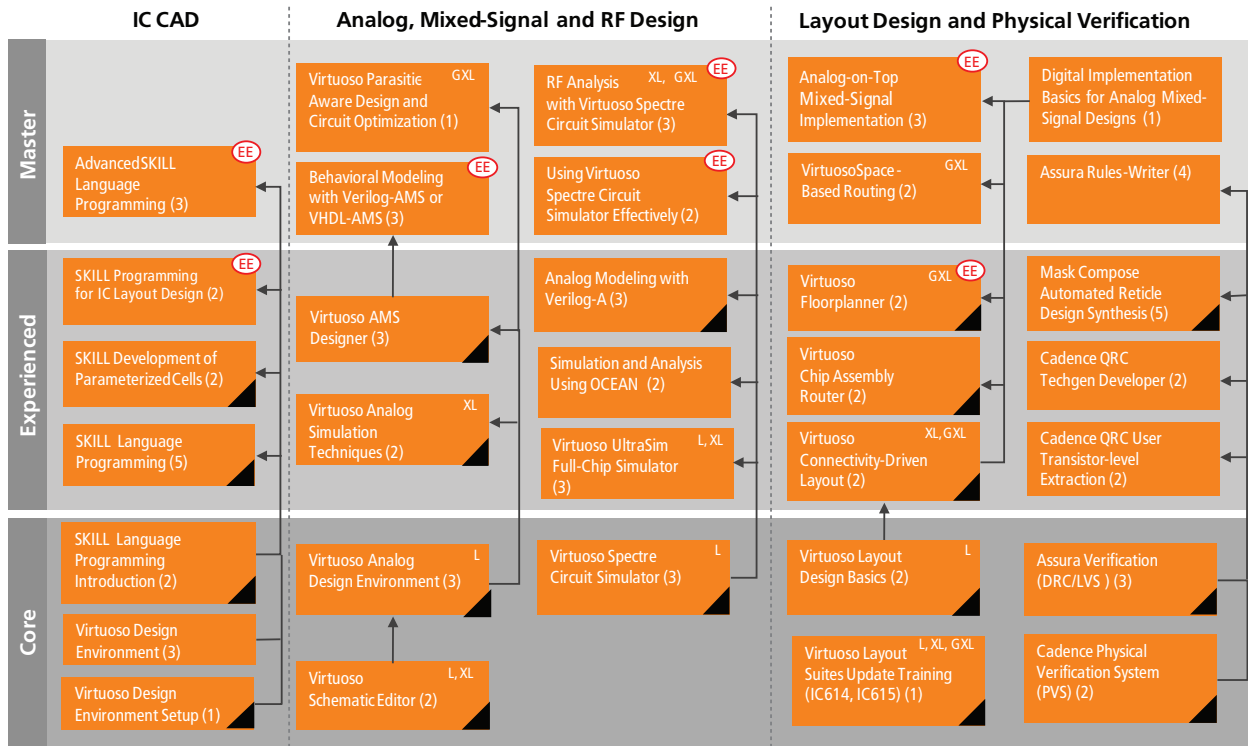 IC CAD
Analog, Mixed-Signal and RF Design
Layout Design and Physical Verification
Master
Advanced SKILL
Language
Programming (3)
EE
Virtuoso Parasitic
Aware Design and
Circuit Optimization (1)
GXL
Behavioral Modeling
with Verilog-AMS or
VHDL-AMS (3)
EE
RF Analysis
with Virtuoso Spectre
Circuit Simulator (3)
XL, GXL
EE
Using Virtuoso
Spectre Circuit
Simulator Effectively (2)
EE
Analog-on-Top
Mixed-Signal
Implementation (3)
EE
Virtuoso Space-
Based Routing (2)
GXL
Digital Implementation
Basics for Analog Mixed-
Signal Designs (1)
Assura Rules-Writer (4)
Experienced
SKILL Programming
for IC Layout Design (2)
EE
SKILL Development of
Parameterized Cells (2)
SKILL Language
Programming (5)
Virtuoso AMS
Designer (3)
Virtuoso Analog
Simulation
Techniques (2)
XL
Analog Modeling with
Verilog-A (3)
Simulation and Analysis
Using OCEAN (2)
Virtuoso UltraSim
Full-Chip Simulator
(3)
L, XL
Virtuoso
Floorplanner (2)
GXL
EE
Virtuoso
Chip Assembly
Router (2)
Virtuoso
Connectivity-Driven
Layout (2)
XL, GXL
Mask Compose
Automated Reticle
Design Synthesis (5)
Cadence QRC
Techgen Developer (2)
Cadence QRC User
Transistor-level
Extraction (2)
Core
SKILL Language
Programming
Introduction (2)
Virtuoso Design
Environment (3)
Virtuoso Design
Environment Setup (1)
Virtuoso Analog
Design Environment (3)
L
Virtuoso
Schematic Editor (2)
L, XL
Virtuoso Spectre
Circuit Simulator (3)
L
Virtuoso Layout
Design Basics (2)
L
Virtuoso Layout
Suites Update Training
(IC614, IC615) (1)
L, XL, GXL
Assura Verification
(DRC/LVS ) (3)
Cadence Physical
Verification System
(PVS) (2)